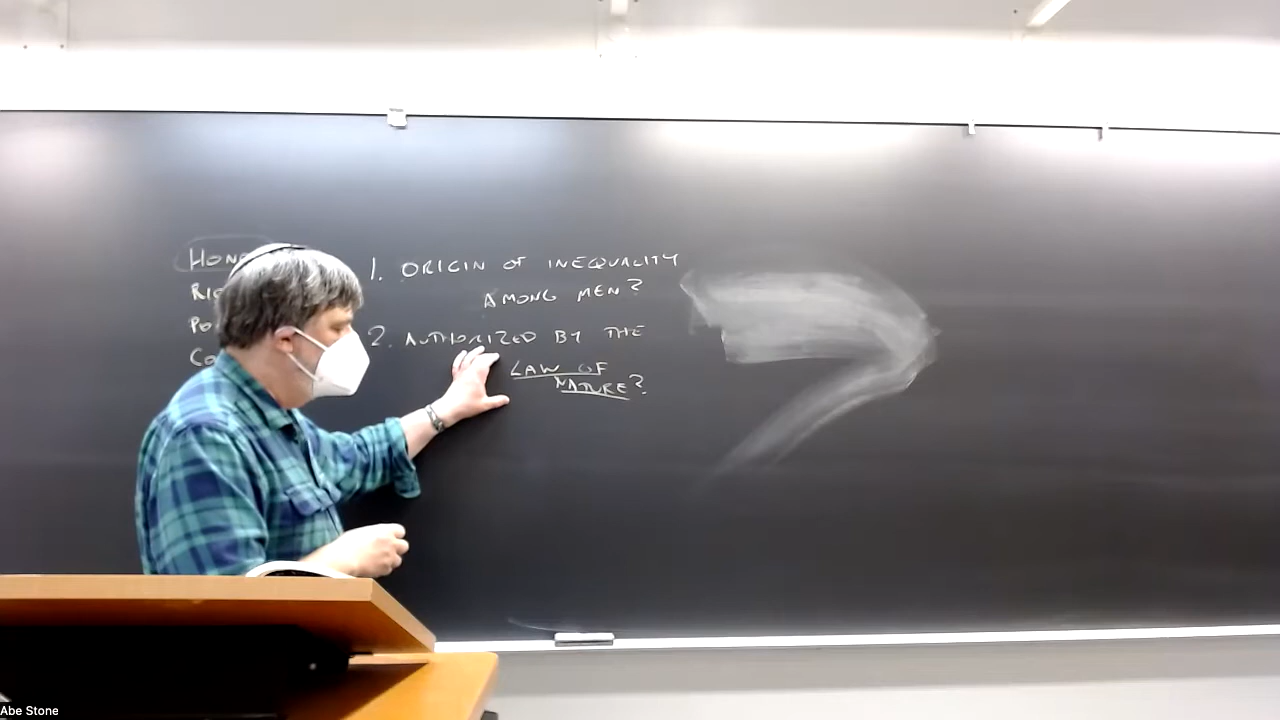 1. ORIGIN OF INEQUALITY
AMONG MEN?
2. AUTHORIZED BY THE
LAW OF
NATURE?
Abe Stone